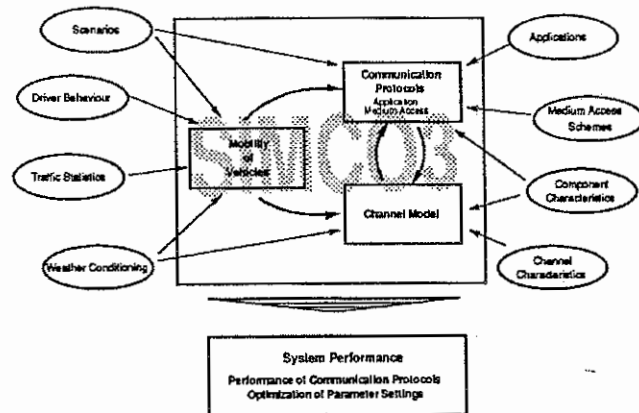 Scenarios
Applications
Communication
Protocols
Application
Medium Access
Driver Behaviour
Medium Access
Schemes
SIMCO3
Mobility
of
Vehicles
Traffic Statistics
Component
Characteristics
Channel Model
Weather Conditioning
Channel
Characteristics
System Performance
Performance of Communication Protocols
Optimization of Parameter Settings